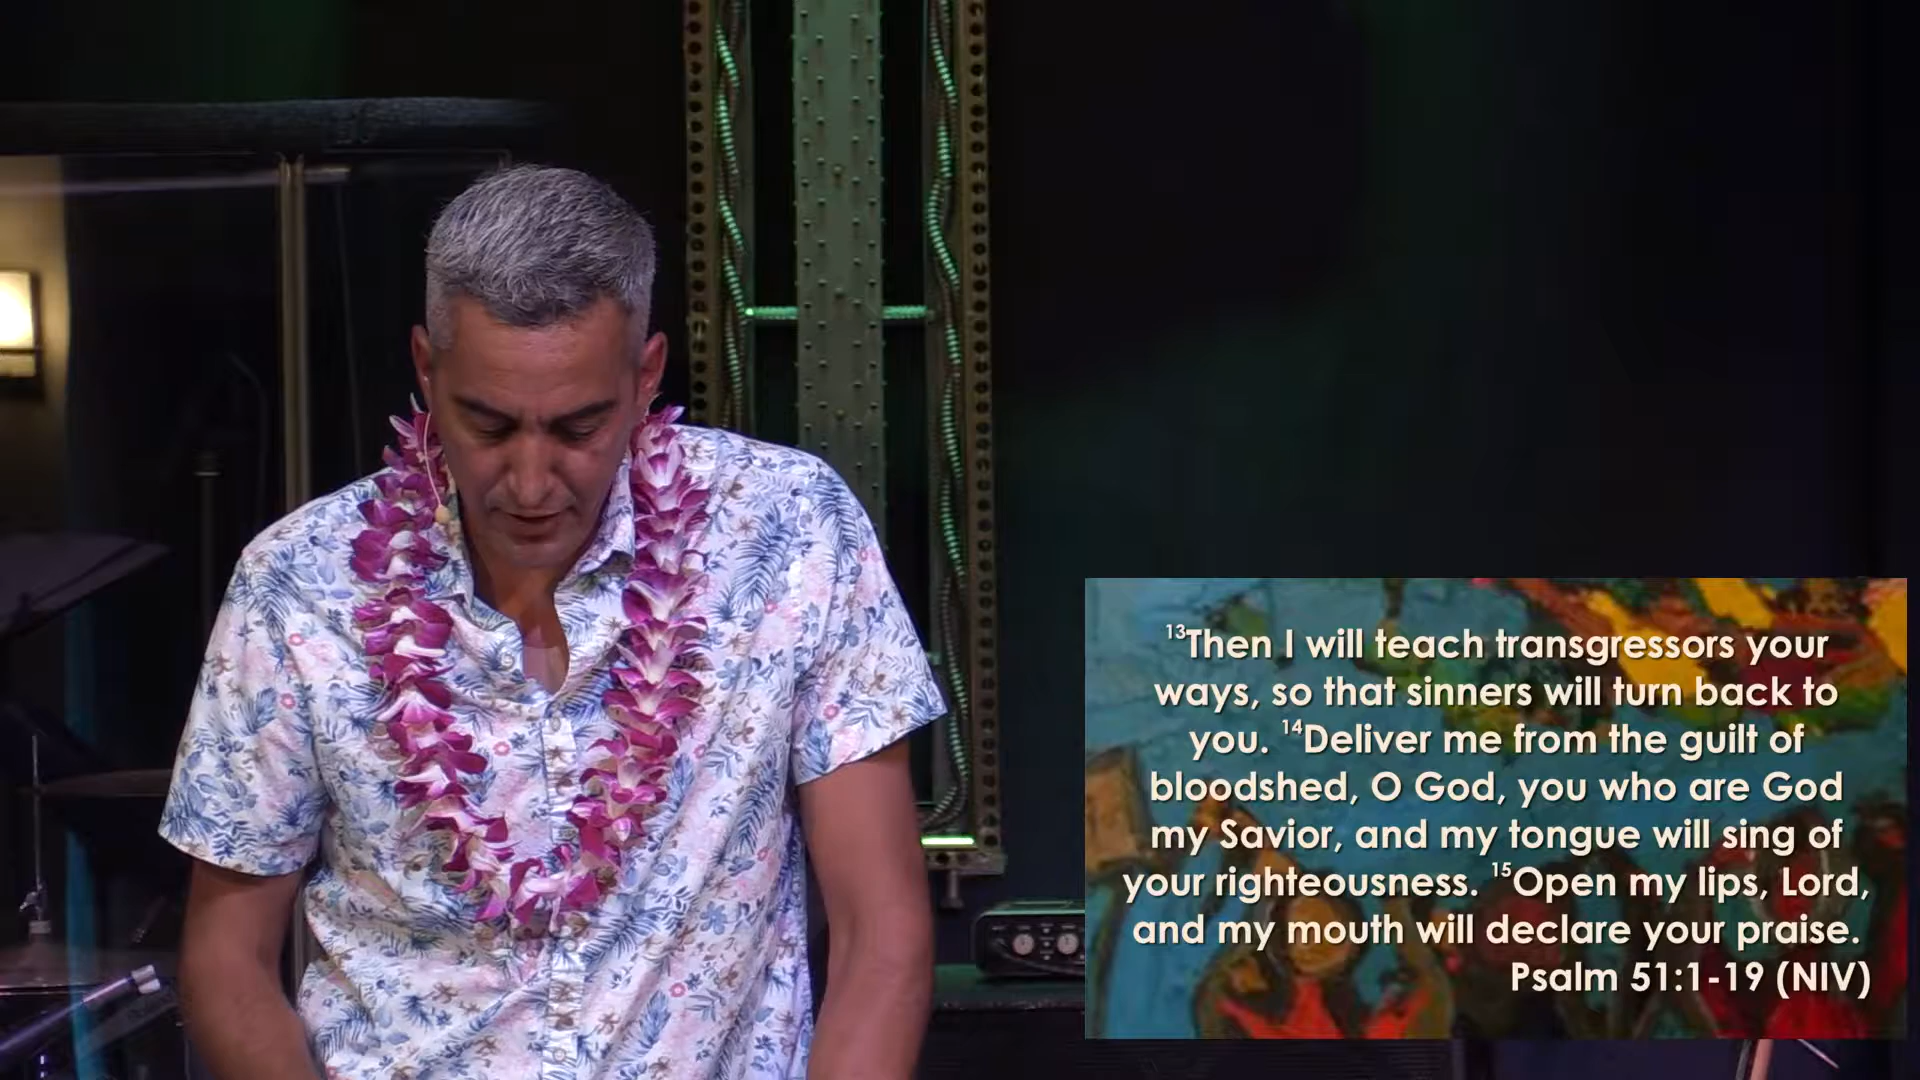 ¹³Then I will teach transgressors your
ways, so that sinners will turn back to
you. ¹⁴Deliver me from the guilt of
bloodshed, O God, you who are God
my Savior, and my tongue will sing of
your righteousness. ¹⁵Open my lips, Lord,
and my mouth will declare your praise.
Psalm 51:1-19 (NIV)